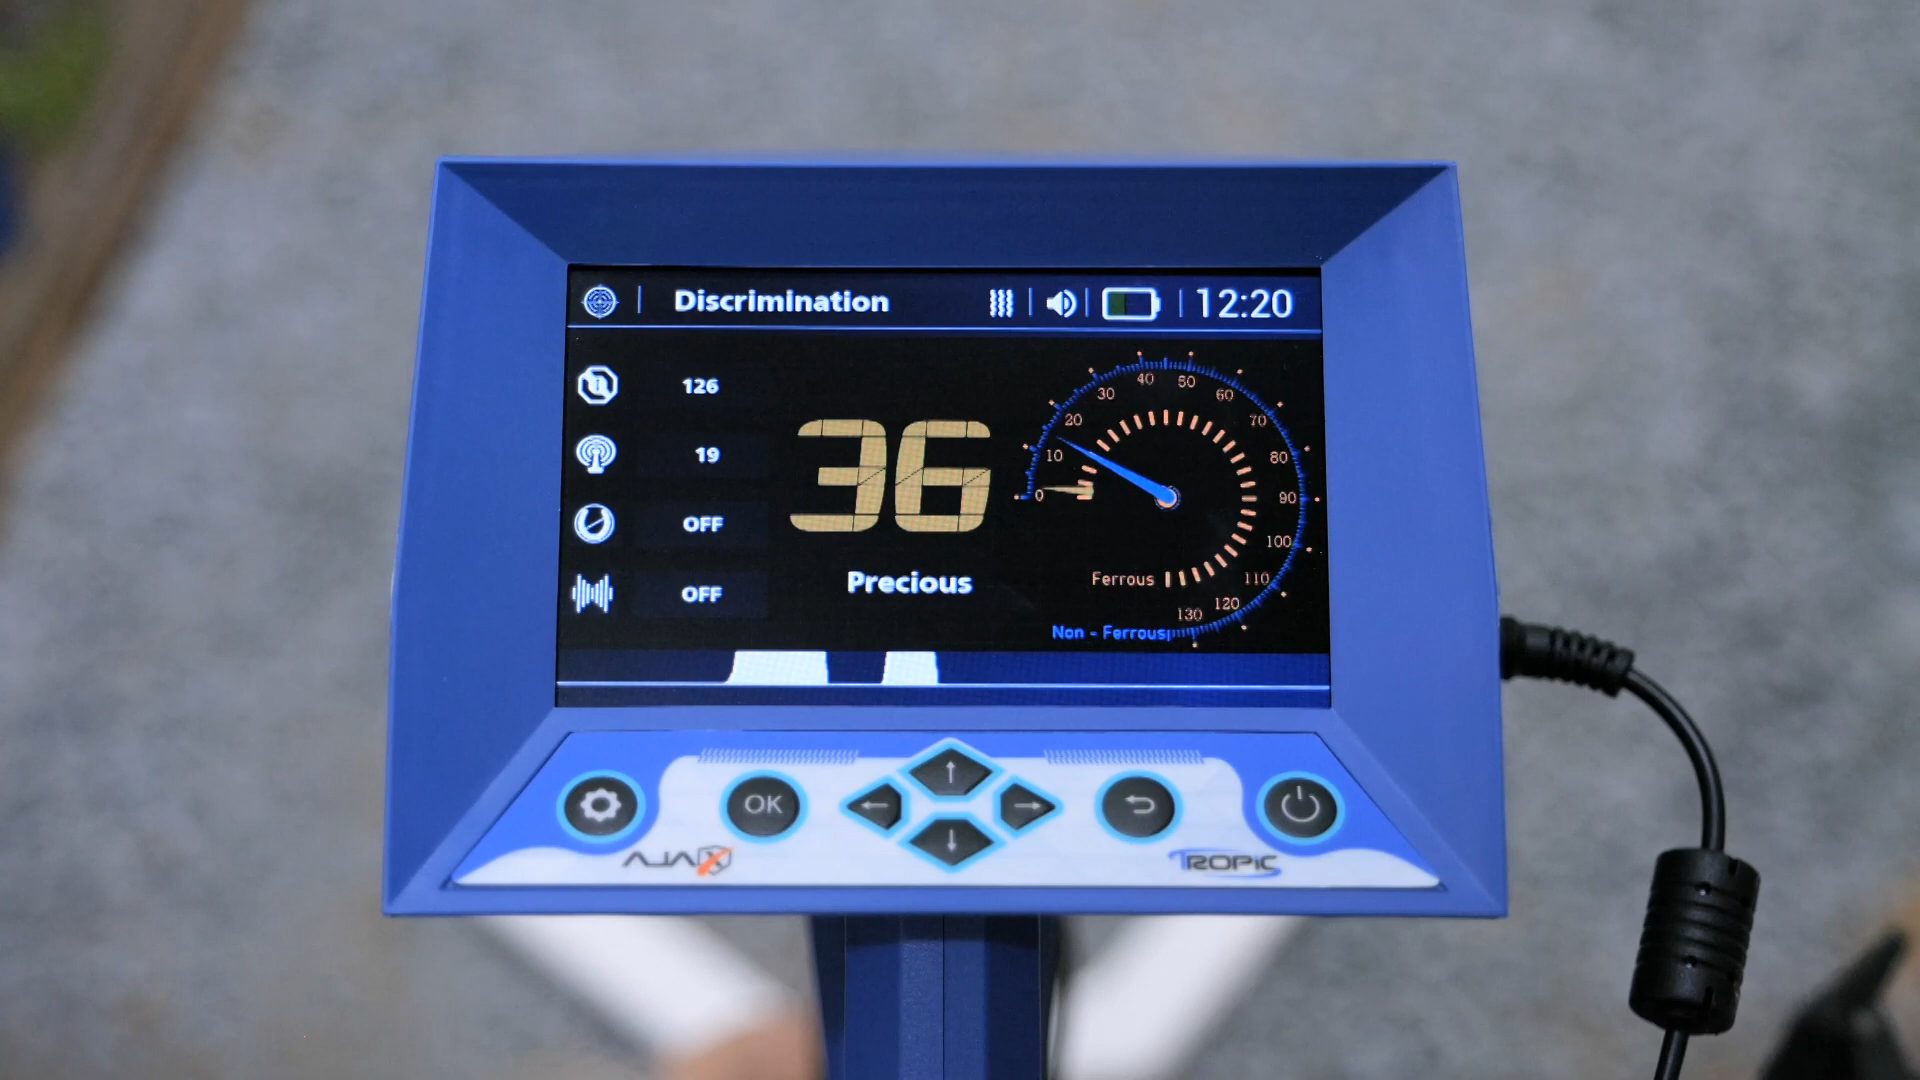 Discrimination
12:20
126
19
OFF
OFF
36
Precious
0
10
20
30
40
50
60
70
80
90
100
110
120
130
Ferrous
Non - Ferrous
OK
AJAX
TROPIC